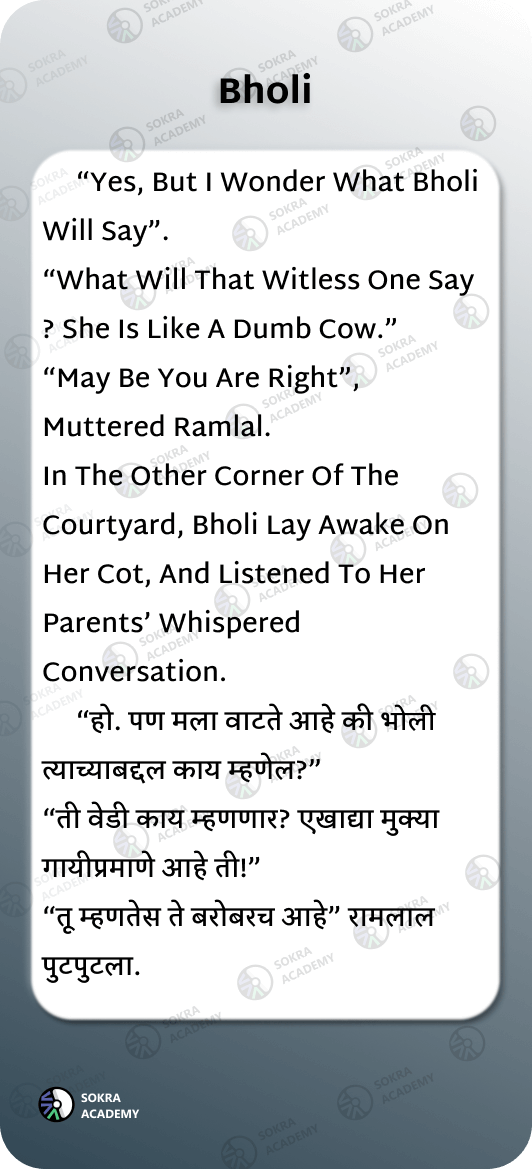 Bholi
“Yes, But I Wonder What Bholi
Will Say”.
“What Will That Witless One Say
? She Is Like A Dumb Cow.”
“May Be You Are Right”,
Muttered Ramlal.
In The Other Corner Of The
Courtyard, Bholi Lay Awake On
Her Cot, And Listened To Her
Parents’ Whispered
Conversation.
“हो. पण मला वाटते आहे की भोली
त्याच्याबद्दल काय म्हणेल?”
“ती वेडी काय म्हणणार? एखाद्या मुक्या
गायीप्रमाणे आहे ती!”
“तू म्हणतेस ते बरोबरच आहे” रामलाल
पुटपुटला.
SOKRA
ACADEMY